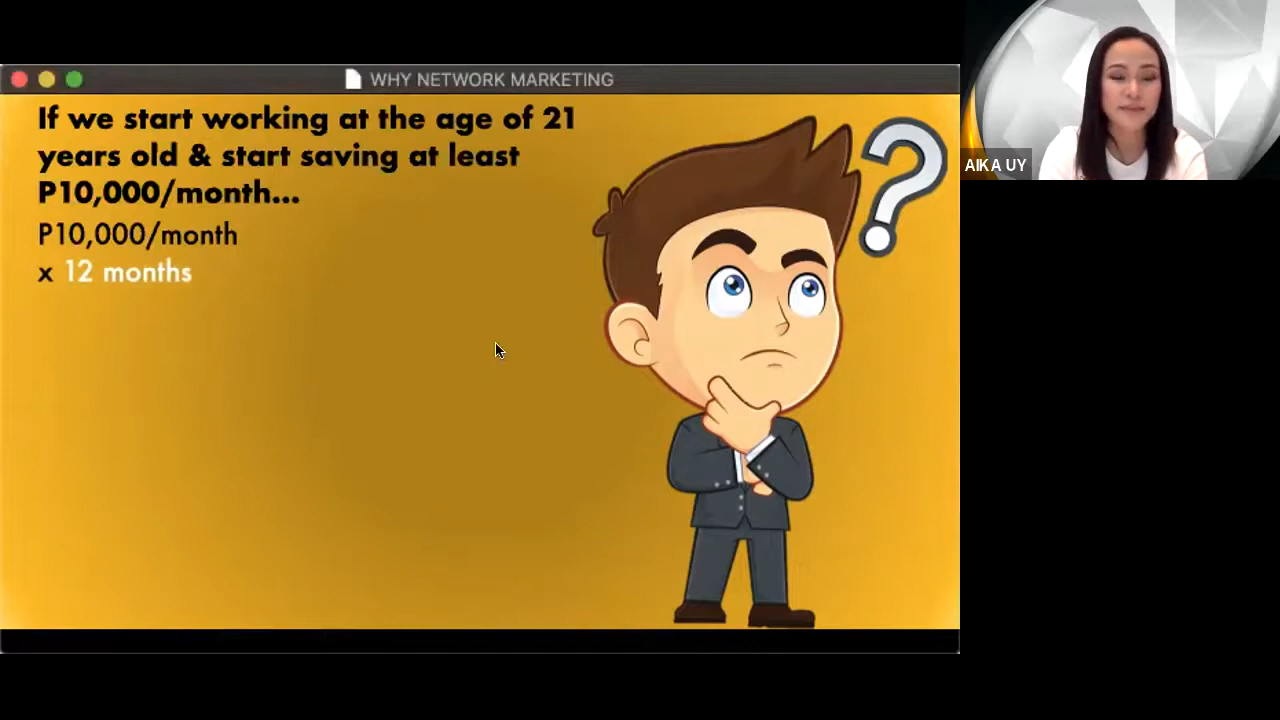 WHY NETWORK MARKETING
If we start working at the age of 21
years old & start saving at least
P10,000/month...
P10,000/month
x 12 months
?
AIKA UY